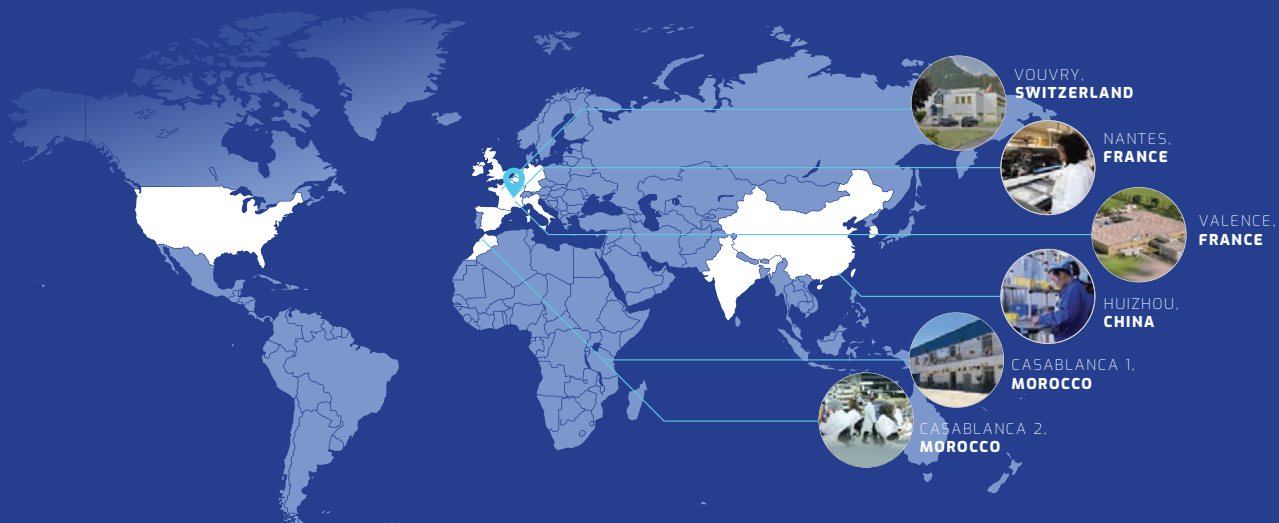 VOUVRY,
SWITZERLAND
NANTES,
FRANCE
VALENCE,
FRANCE
HUIZHOU,
CHINA
CASABLANCA 1,
MOROCCO
CASABLANCA 2,
MOROCCO